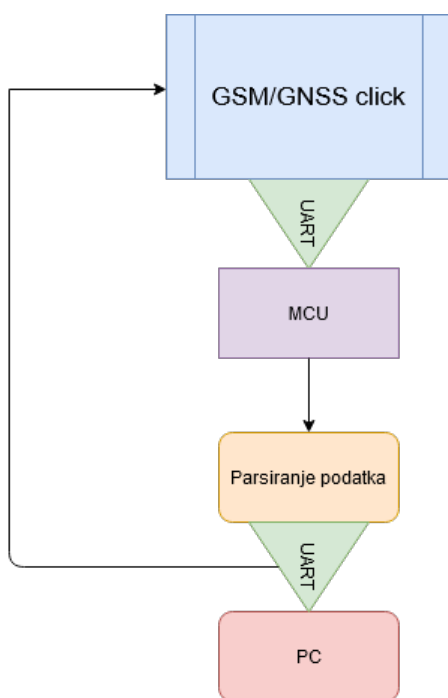 GSM/GNSS click
UART
MCU
Parsiranje podatka
UART
PC